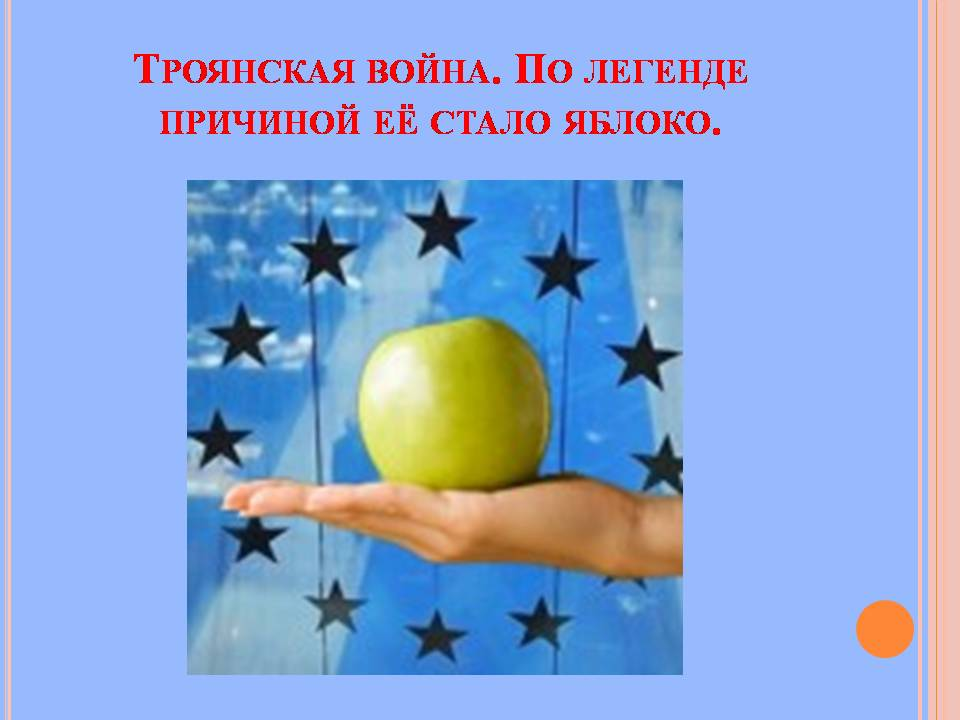 Троянская война. По легенде
причиной её стало яблоко.